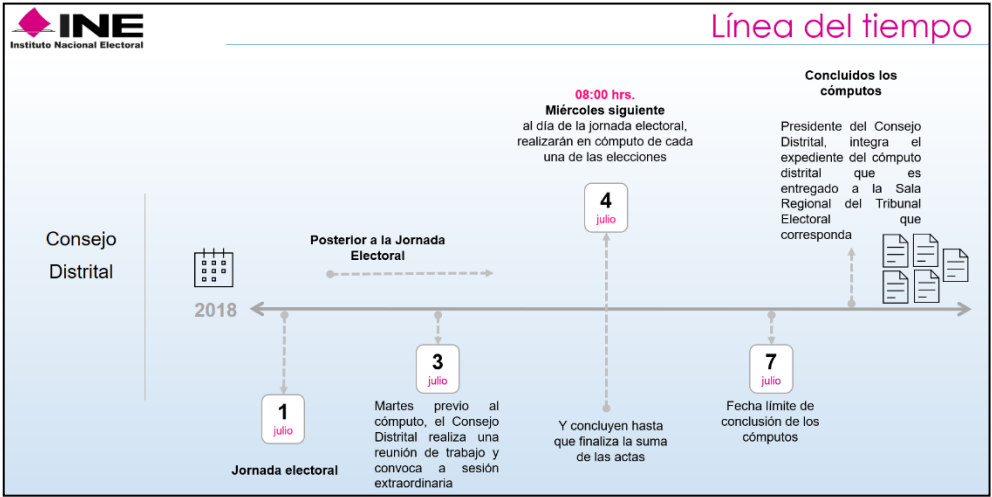 INE
Instituto Nacional Electoral
Línea del tiempo
Consejo
Distrital
2018
1
julio
Jornada electoral
Posterior a la Jornada
Electoral
3
julio
Martes previo al
cómputo, el Consejo
Distrital realiza una
reunión de trabajo y
convoca a sesión
extraordinaria
08:00 hrs.
Miércoles siguiente
al día de la jornada electoral,
realizarán en cómputo de cada
una de las elecciones
4
julio
Y concluyen hasta
que finaliza la suma
de las actas
7
julio
Fecha límite de
conclusión de los
cómputos
Concluidos los
cómputos
Presidente del Consejo
Distrital, integra el
expediente del cómputo
distrital que es
entregado a la Sala
Regional del Tribunal
Electoral que
corresponda